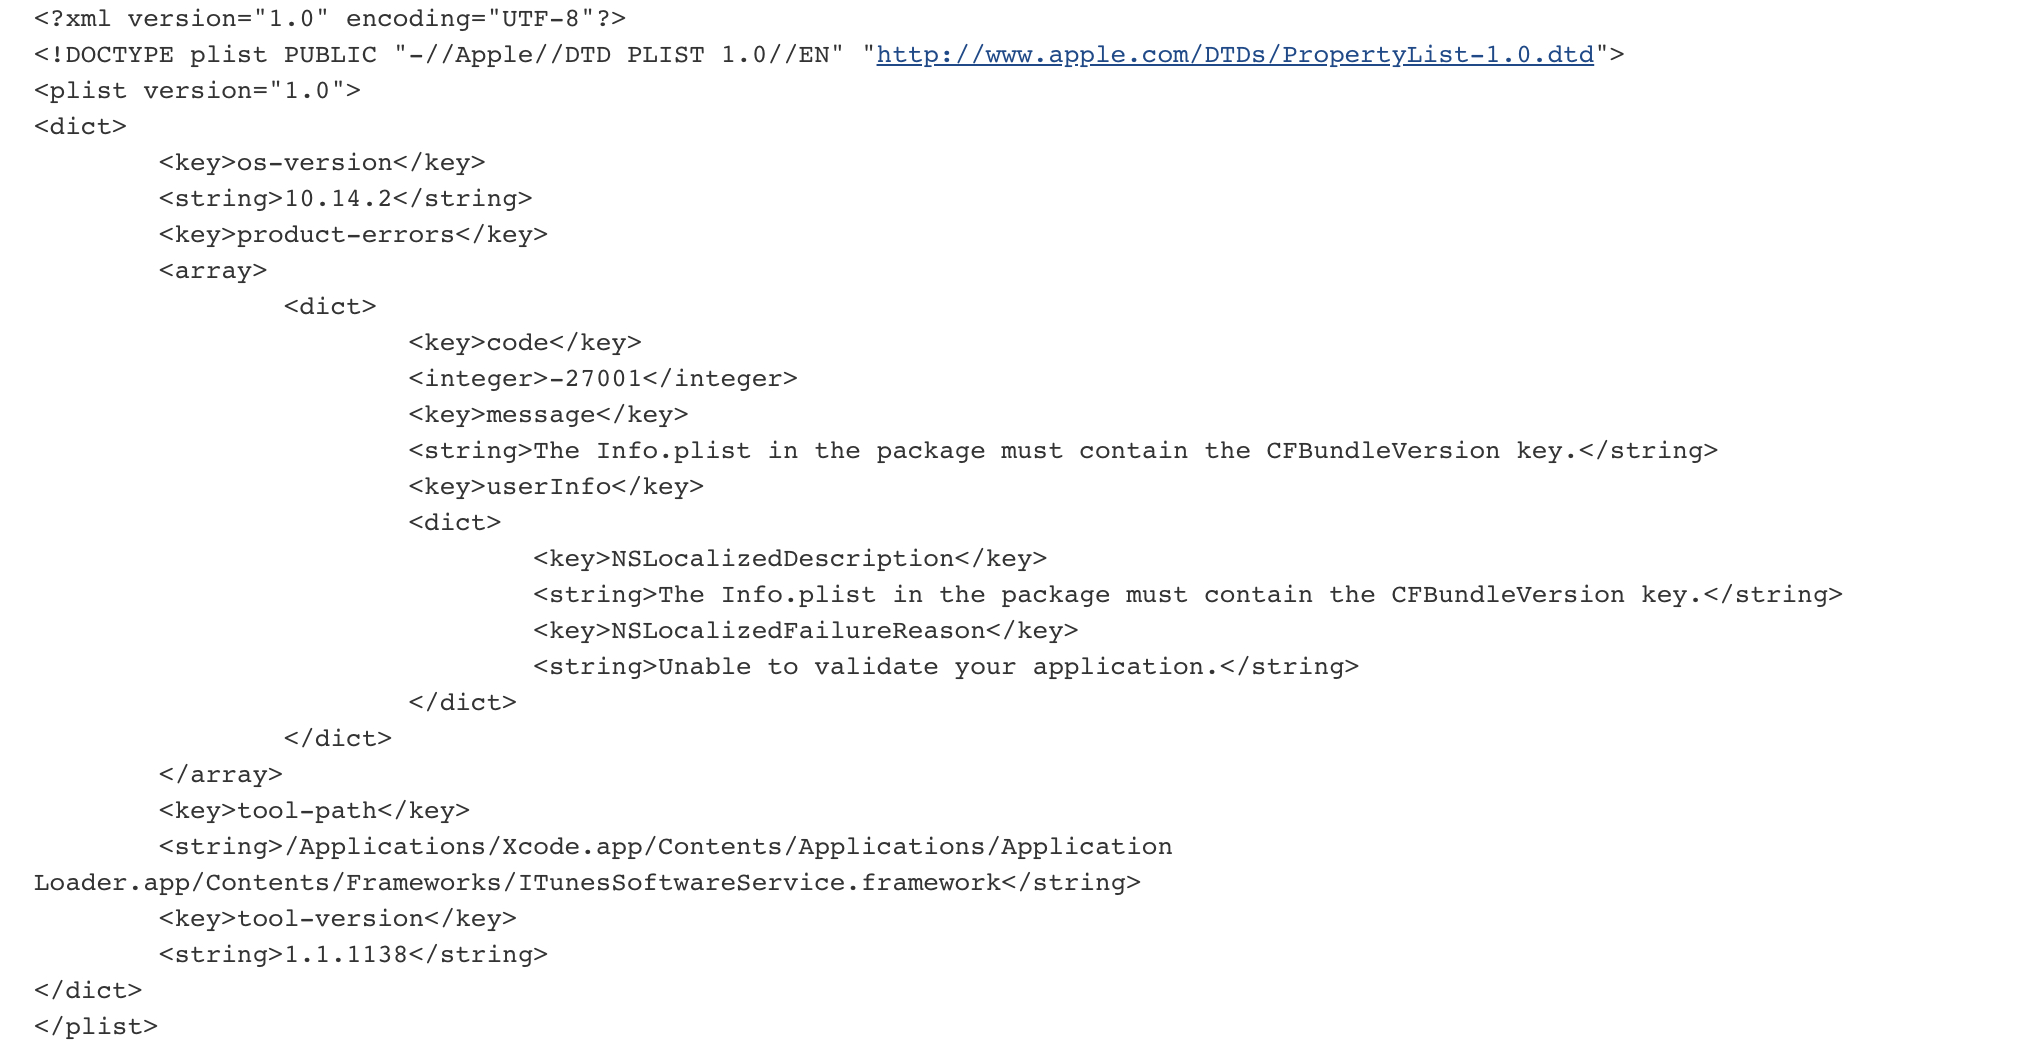 <?xml version="1.0" encoding="UTF-8"?>
<!DOCTYPE plist PUBLIC "-//Apple//DTD PLIST 1.0//EN" "http://www.apple.com/DTDs/PropertyList-1.0.dtd">
<plist version="1.0">
<dict>
        <key>os-version</key>
        <string>10.14.2</string>
        <key>product-errors</key>
        <array>
                <dict>
                        <key>code</key>
                        <integer>-27001</integer>
                        <key>message</key>
                        <string>The Info.plist in the package must contain the CFBundleVersion key.</string>
                        <key>userInfo</key>
                        <dict>
                                <key>NSLocalizedDescription</key>
                                <string>The Info.plist in the package must contain the CFBundleVersion key.</string>
                                <key>NSLocalizedFailureReason</key>
                                <string>Unable to validate your application.</string>
                        </dict>
                </dict>
        </array>
        <key>tool-path</key>
        <string>/Applications/Xcode.app/Contents/Applications/Application
Loader.app/Contents/Frameworks/ITunesSoftwareService.framework</string>
        <key>tool-version</key>
        <string>1.1.1138</string>
</dict>
</plist>